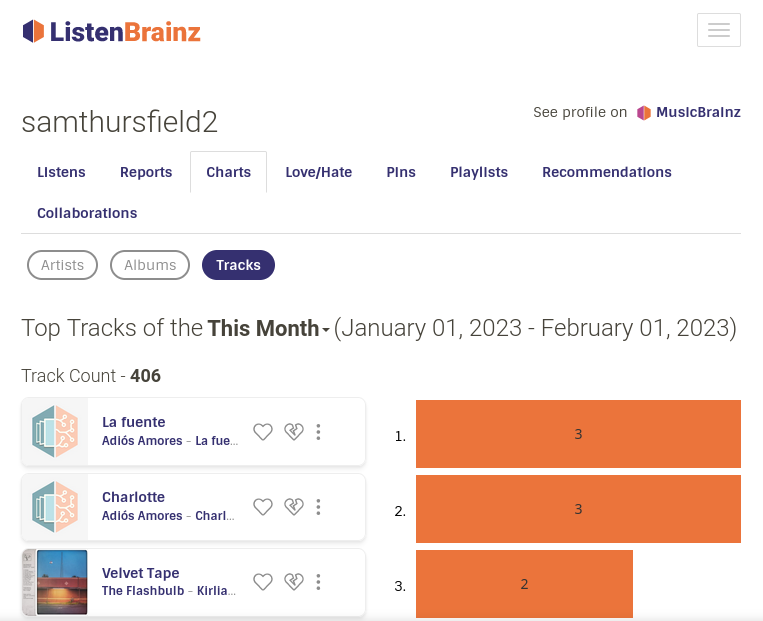 ListenBrainz
samthursfield2
See profile on MusicBrainz
Listens Reports Charts Love/Hate Pins Playlists Recommendations
Collaborations
Artists Albums Tracks
Top Tracks of the This Month (January 01, 2023 - February 01, 2023)
Track Count - 406
La fuente
Adiós Amores - La fue...
1.
3
Charlotte
Adiós Amores - Charl...
2.
3
Velvet Tape
The Flashbulb - Kirlia...
3.
2